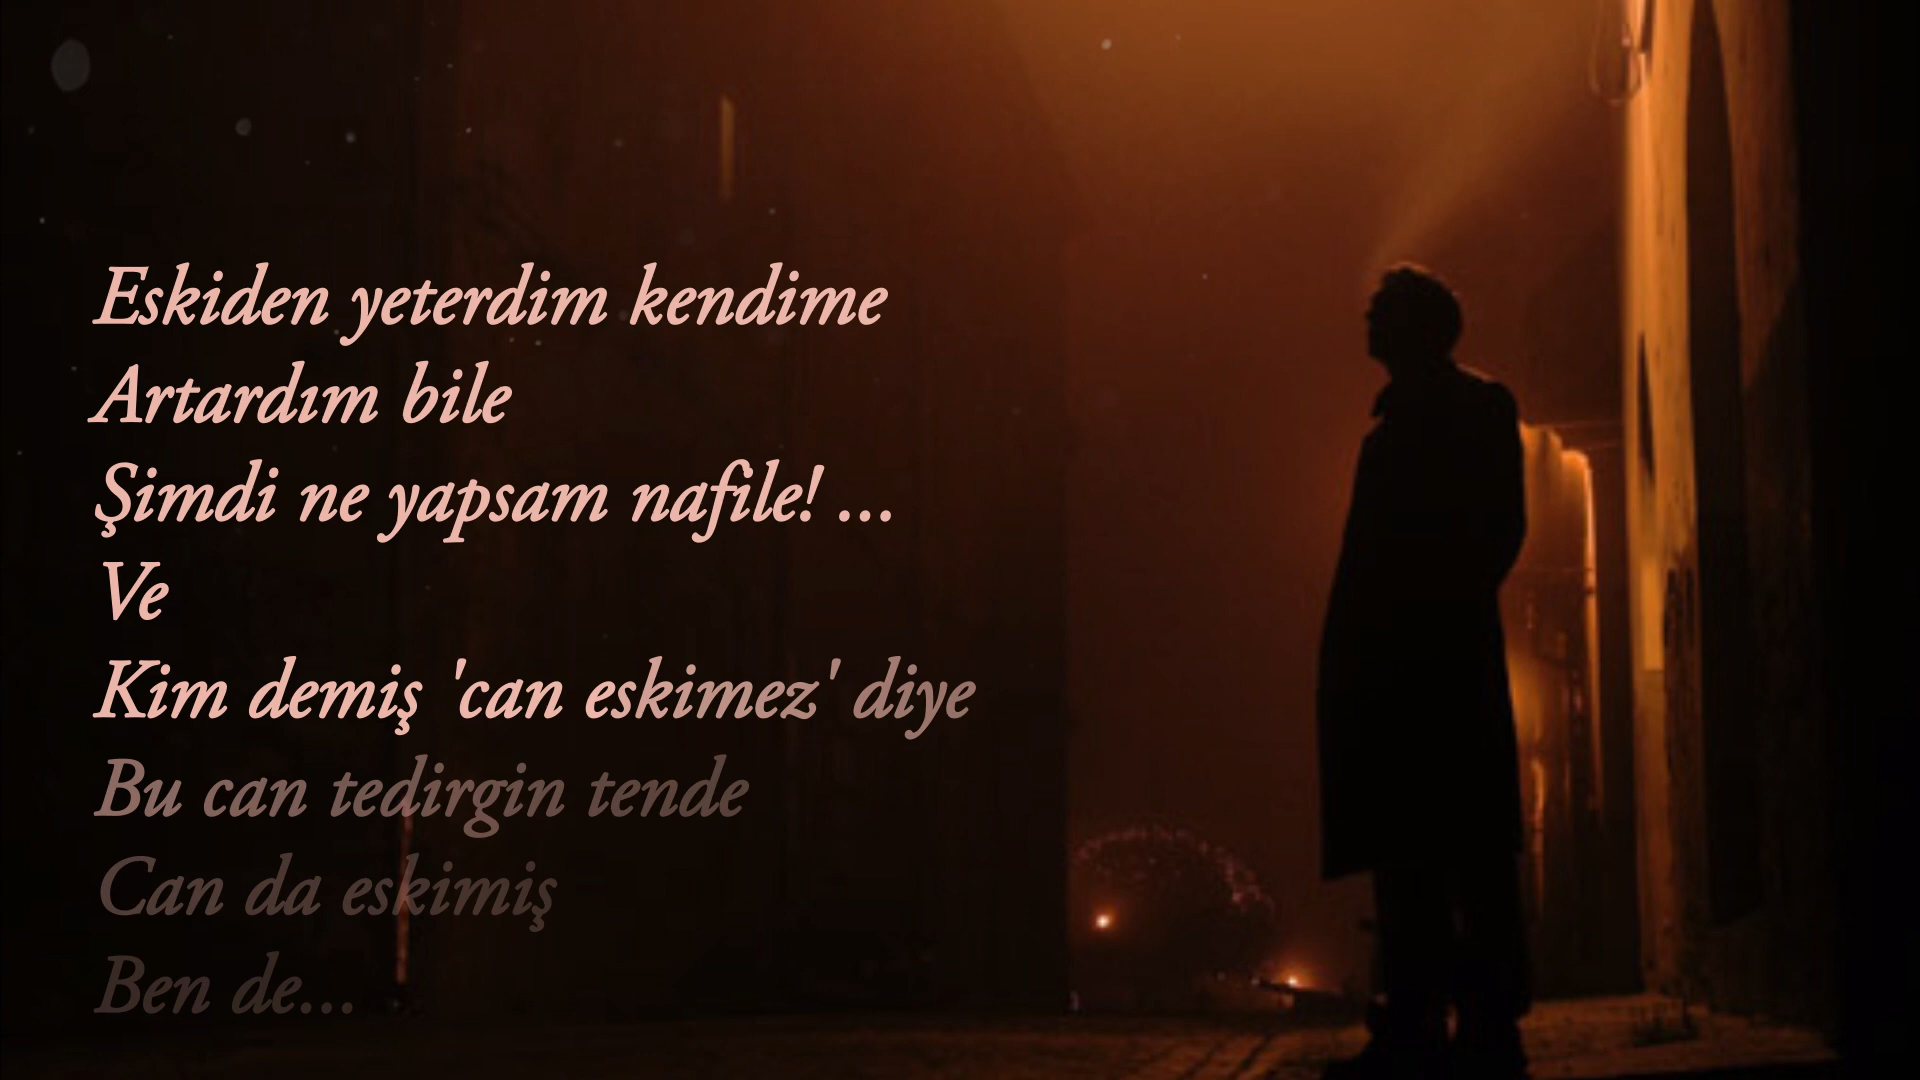 Eskiden yeterdim kendime
Artardım bile
Şimdi ne yapsam nafile! ...
Ve
Kim demiş 'can eskimez' diye
Bu can tedirgin tende
Can da eskimiş
Ben de...